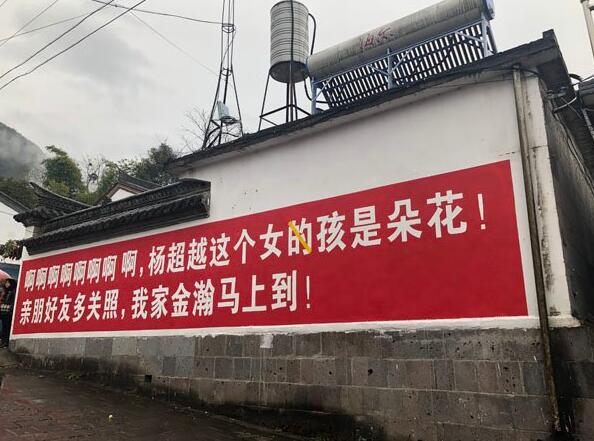 啊啊啊啊啊啊啊 啊,杨超越这个女的孩是朵花!
亲朋好友多关照,我家金瀚马上到!